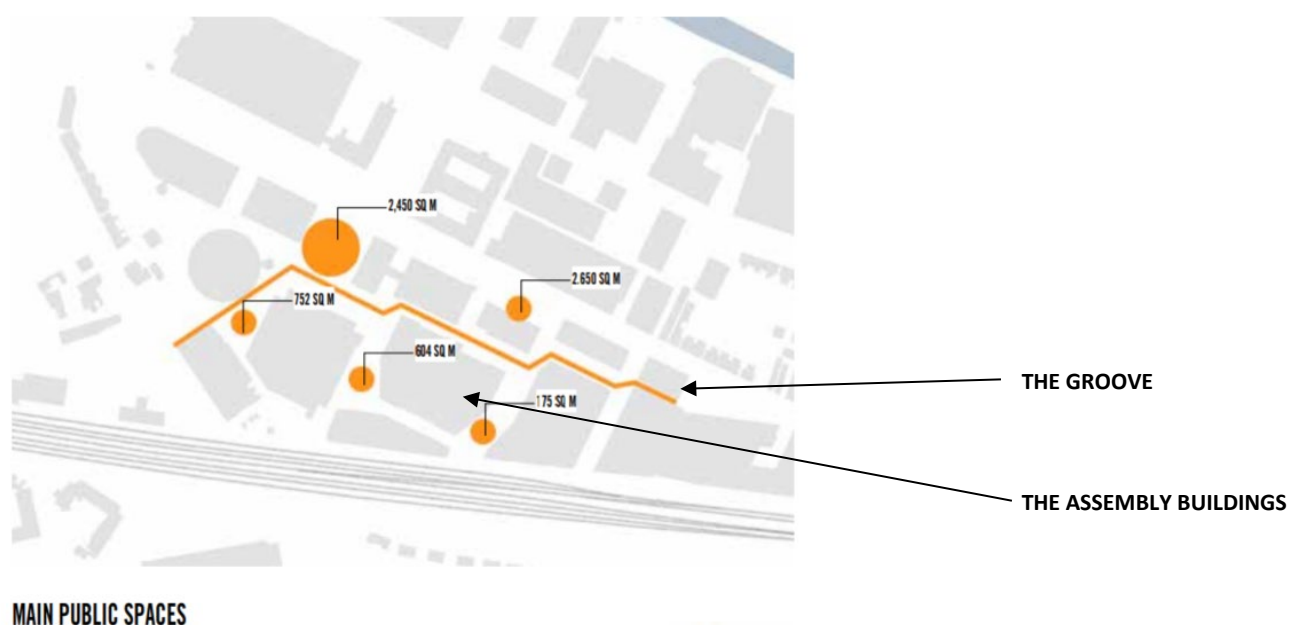 2,450 SQ M
2.650 SQ M
752 SQ M
604 SQ M
THE GROOVE
175 SQ M
THE ASSEMBLY BUILDINGS
MAIN PUBLIC SPACES